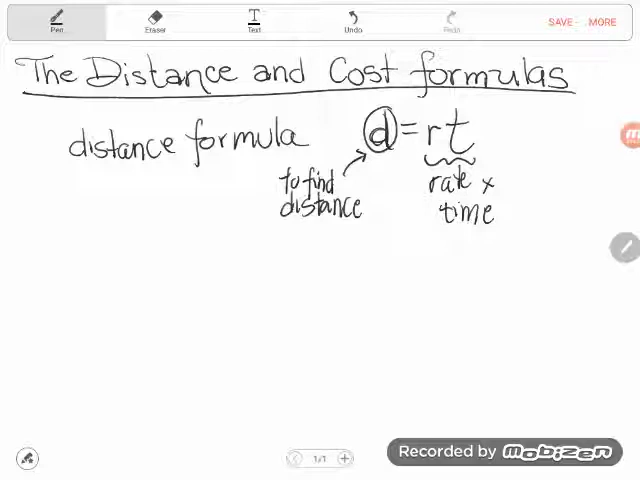 Pen Eraser Text Undo Redo SAVE MORE
The Distance and Cost formulas
distance formula d = rt
to find rate x
distance time
1/1
Recorded by mobizen